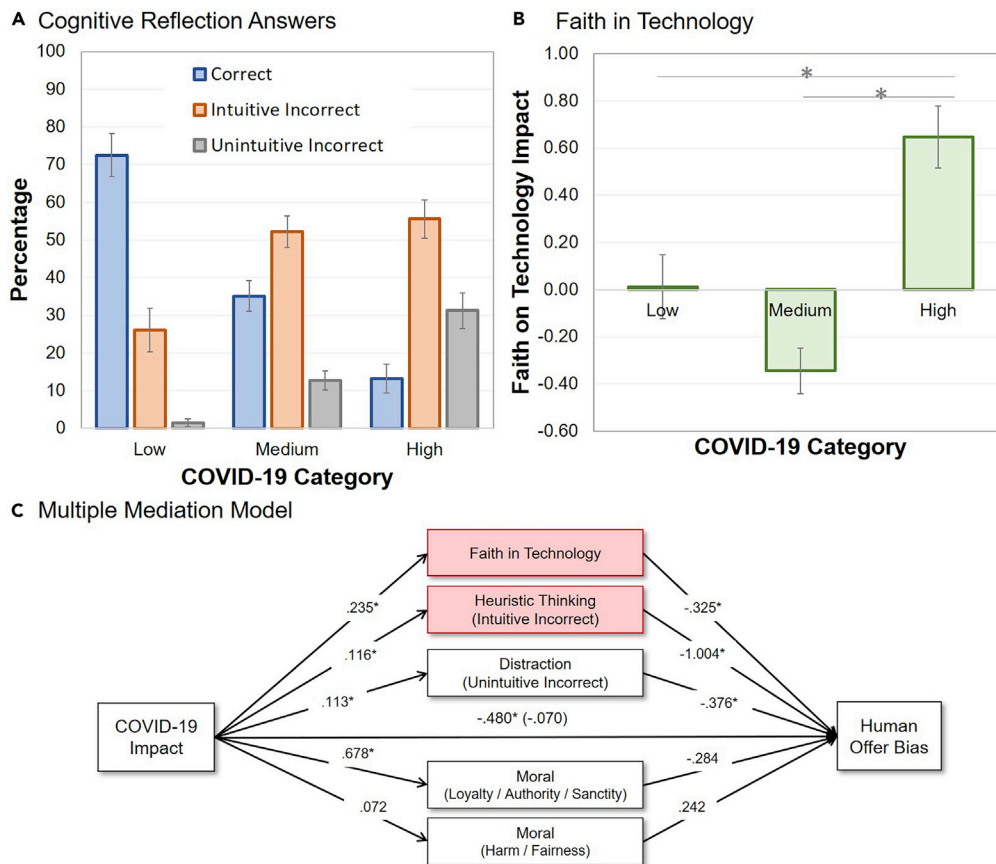 A Cognitive Reflection Answers
100
90
80
70
60
50
40
30
20
10
0
Percentage
Correct
Intuitive Incorrect
Unintuitive Incorrect
Low Medium High
COVID-19 Category
B Faith in Technology
1.00
0.80
0.60
0.40
0.20
0.00
-0.20
-0.40
-0.60
Faith on Technology Impact
* 
*
Low Medium High
COVID-19 Category
C Multiple Mediation Model
COVID-19
Impact
.235*
.116*
.113*
.678*
.072
Faith in Technology
Heuristic Thinking
(Intuitive Incorrect)
Distraction
(Unintuitive Incorrect)
-.480* (-.070)
Moral
(Loyalty / Authority / Sanctity)
Moral
(Harm / Fairness)
-.325*
-1.004*
-.376*
-.284
.242
Human
Offer Bias